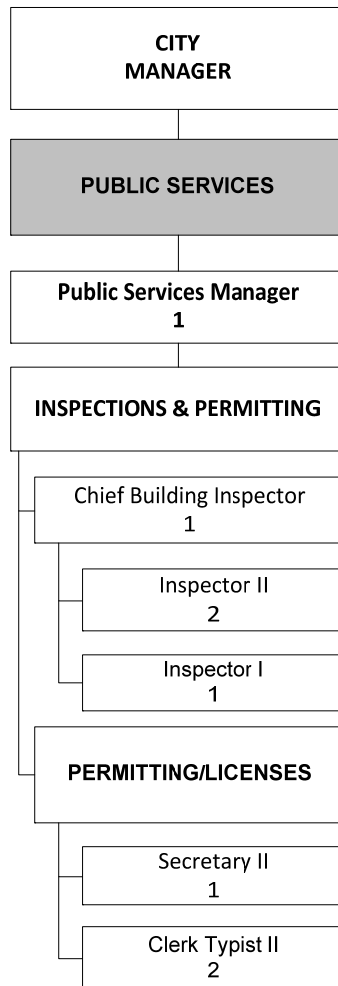 CITY
MANAGER
PUBLIC SERVICES
Public Services Manager
1
INSPECTIONS & PERMITTING
Chief Building Inspector
1
Inspector II
2
Inspector I
1
PERMITTING/LICENSES
Secretary II
1
Clerk Typist II
2